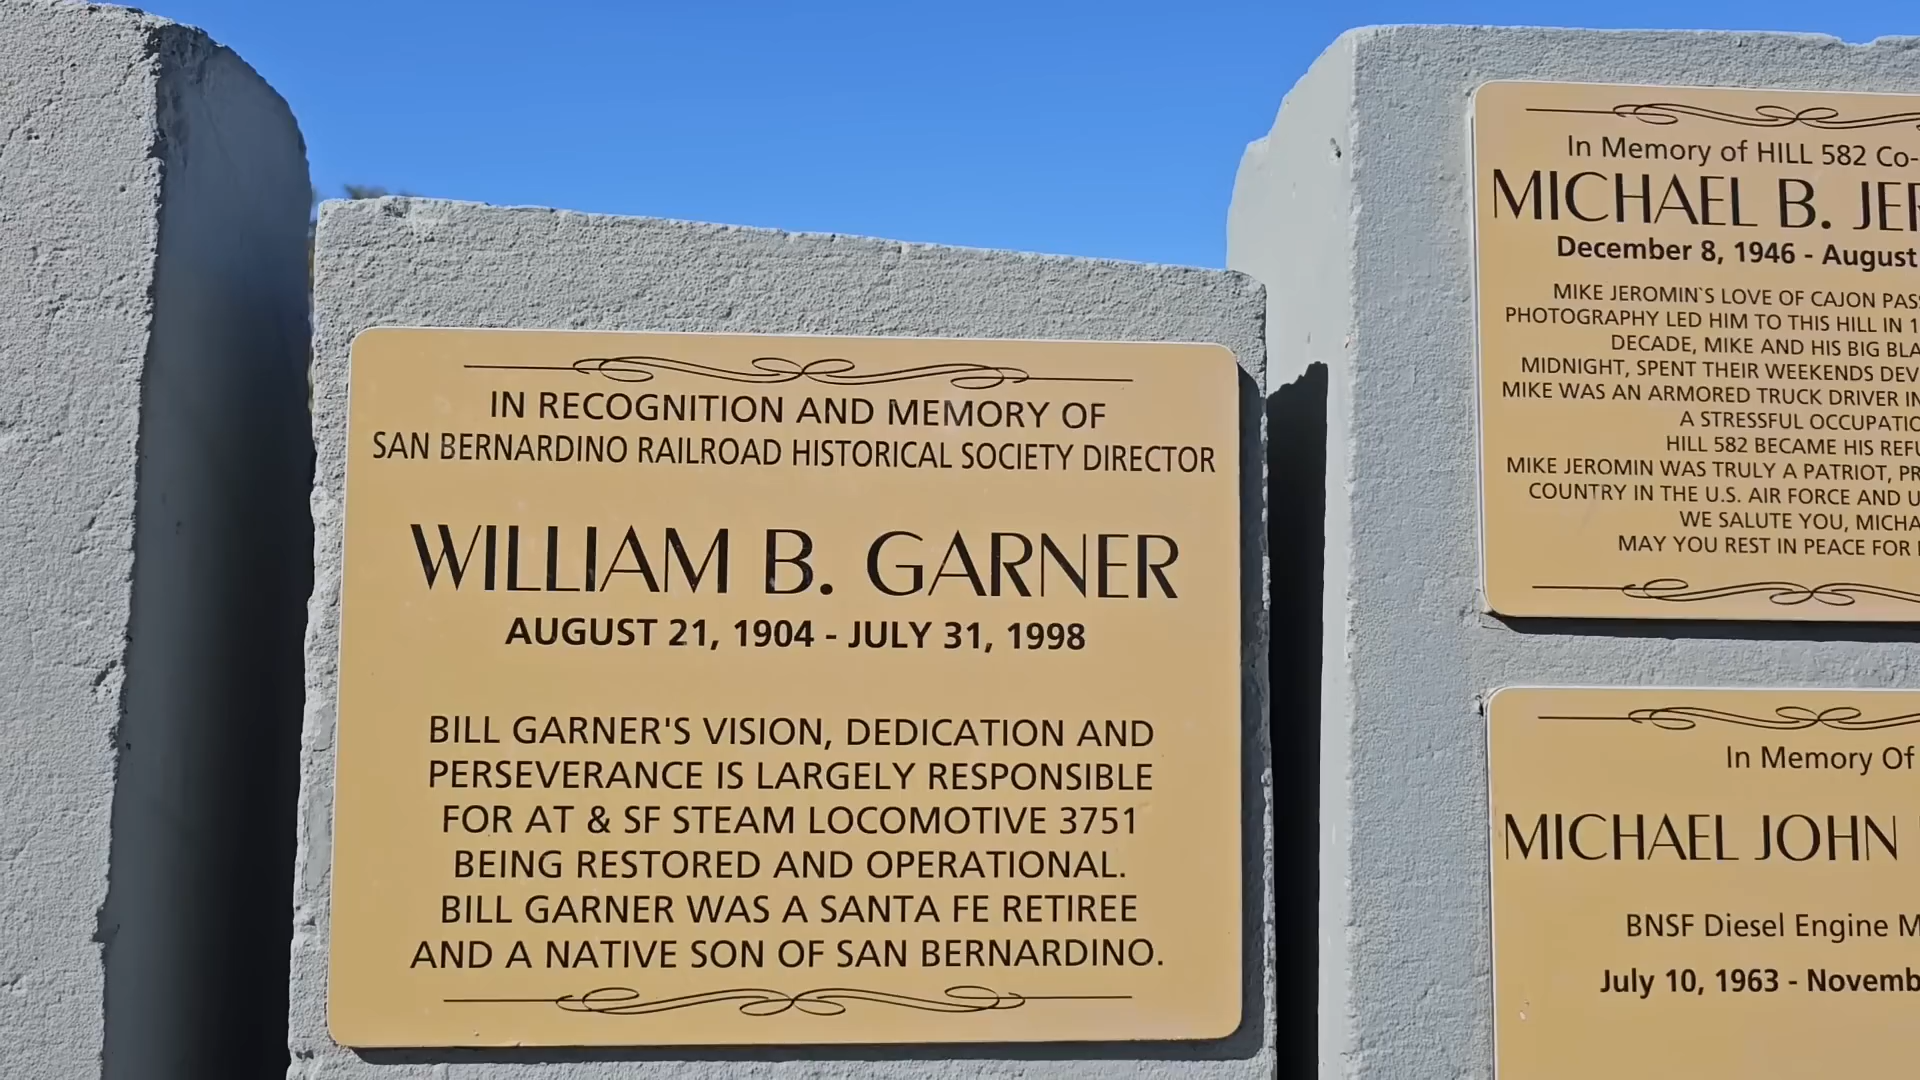 IN RECOGNITION AND MEMORY OF
SAN BERNARDINO RAILROAD HISTORICAL SOCIETY DIRECTOR
WILLIAM B. GARNER
AUGUST 21, 1904 - JULY 31, 1998
BILL GARNER'S VISION, DEDICATION AND
PERSEVERANCE IS LARGELY RESPONSIBLE
FOR AT & SF STEAM LOCOMOTIVE 3751
BEING RESTORED AND OPERATIONAL.
BILL GARNER WAS A SANTA FE RETIREE
AND A NATIVE SON OF SAN BERNARDINO.
In Memory of HILL 582 Co-
MICHAEL B.
December 8, 1946 - August
MIKE JEROMIN`S LOVE OF CAJON
PHOTOGRAPHY LED HIM TO THIS HILL IN
DECADE, MIKE AND HIS BIG
MIDNIGHT, SPENT THEIR WEEKENDS
MIKE WAS AN ARMORED TRUCK DRIVER
A STRESSFUL
HILL 582 BECAME HIS
MIKE JEROMIN WAS TRULY A PATRIOT,
COUNTRY IN THE U.S. AIR FORCE AND
WE SALUTE YOU,
MAY YOU REST IN PEACE FOR
In Memory Of
MICHAEL JOHN
BNSF Diesel Engine
July 10, 1963 -